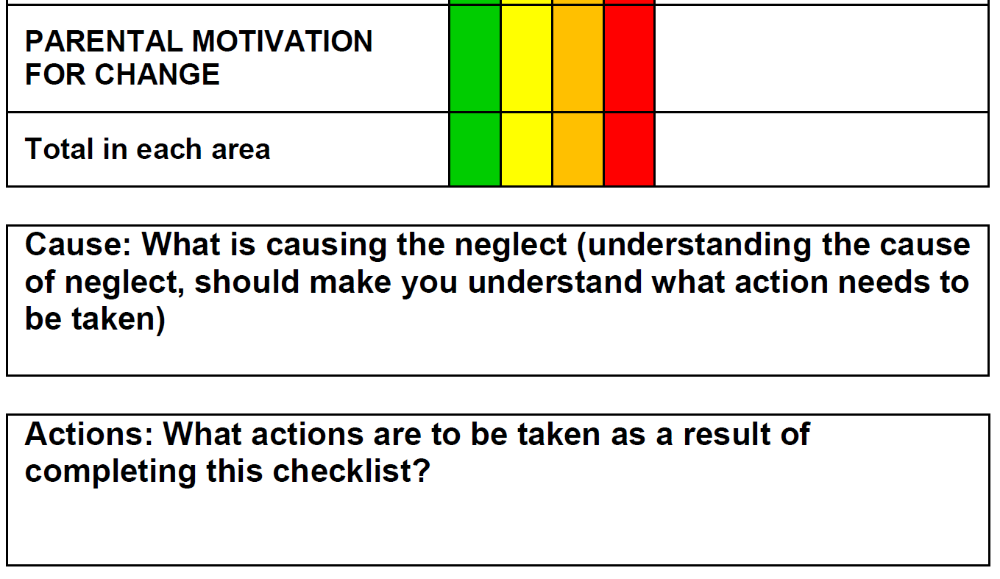 PARENTAL MOTIVATION
FOR CHANGE
Total in each area
Cause: What is causing the neglect (understanding the cause
of neglect, should make you understand what action needs to
be taken)
Actions: What actions are to be taken as a result of
completing this checklist?